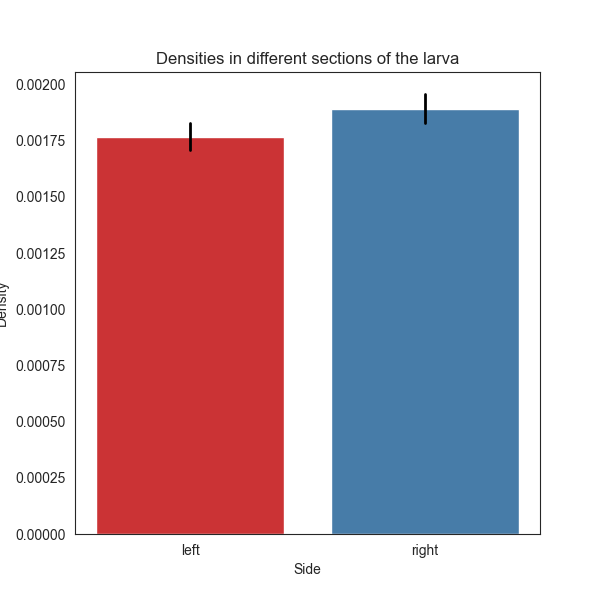 Densities in different sections of the larva
0.00200
0.00175
0.00150
0.00125
0.00100
0.00075
0.00050
0.00025
0.00000
Density
left
right
Side